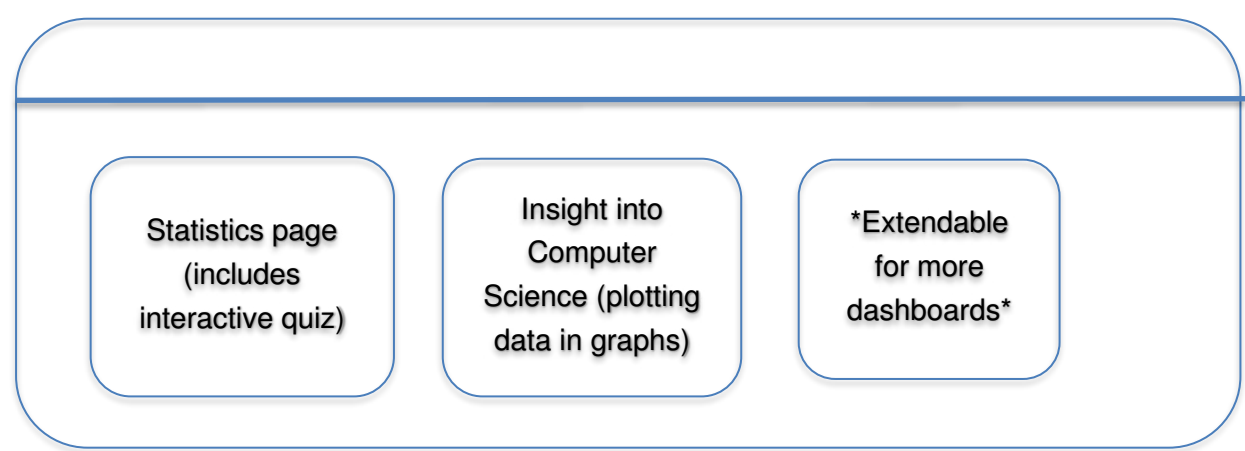 Statistics page
(includes
interactive quiz)
Insight into
Computer
Science (plotting
data in graphs)
*Extendable
for more
dashboards*